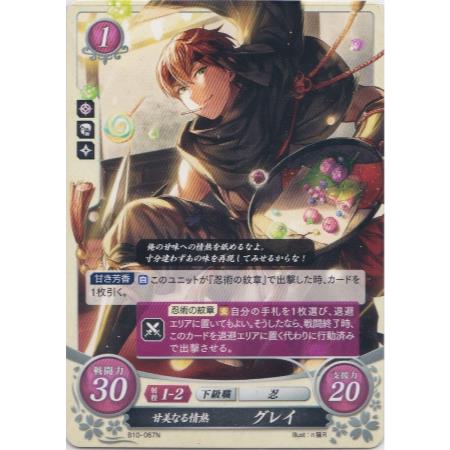 1
俺の甘味への情熱を舐めるなよ。
寸分違わずあの味を再現してみせるからな!
甘き芳香 自 このユニットが『忍術の紋章』で出撃した時、カードを
1枚引く。
忍術の紋章 自分の手札を1枚選び、退避
エリアに置いてもよい。そうしたなら、戦闘終了時、
このカードを退避エリアに置く代わりに行動済み
で出撃させる。
戦闘力
30
射程 1-2 下級職 忍
支援力
20
甘美なる情熱 グレイ
B10-067N
Illust:n猫R